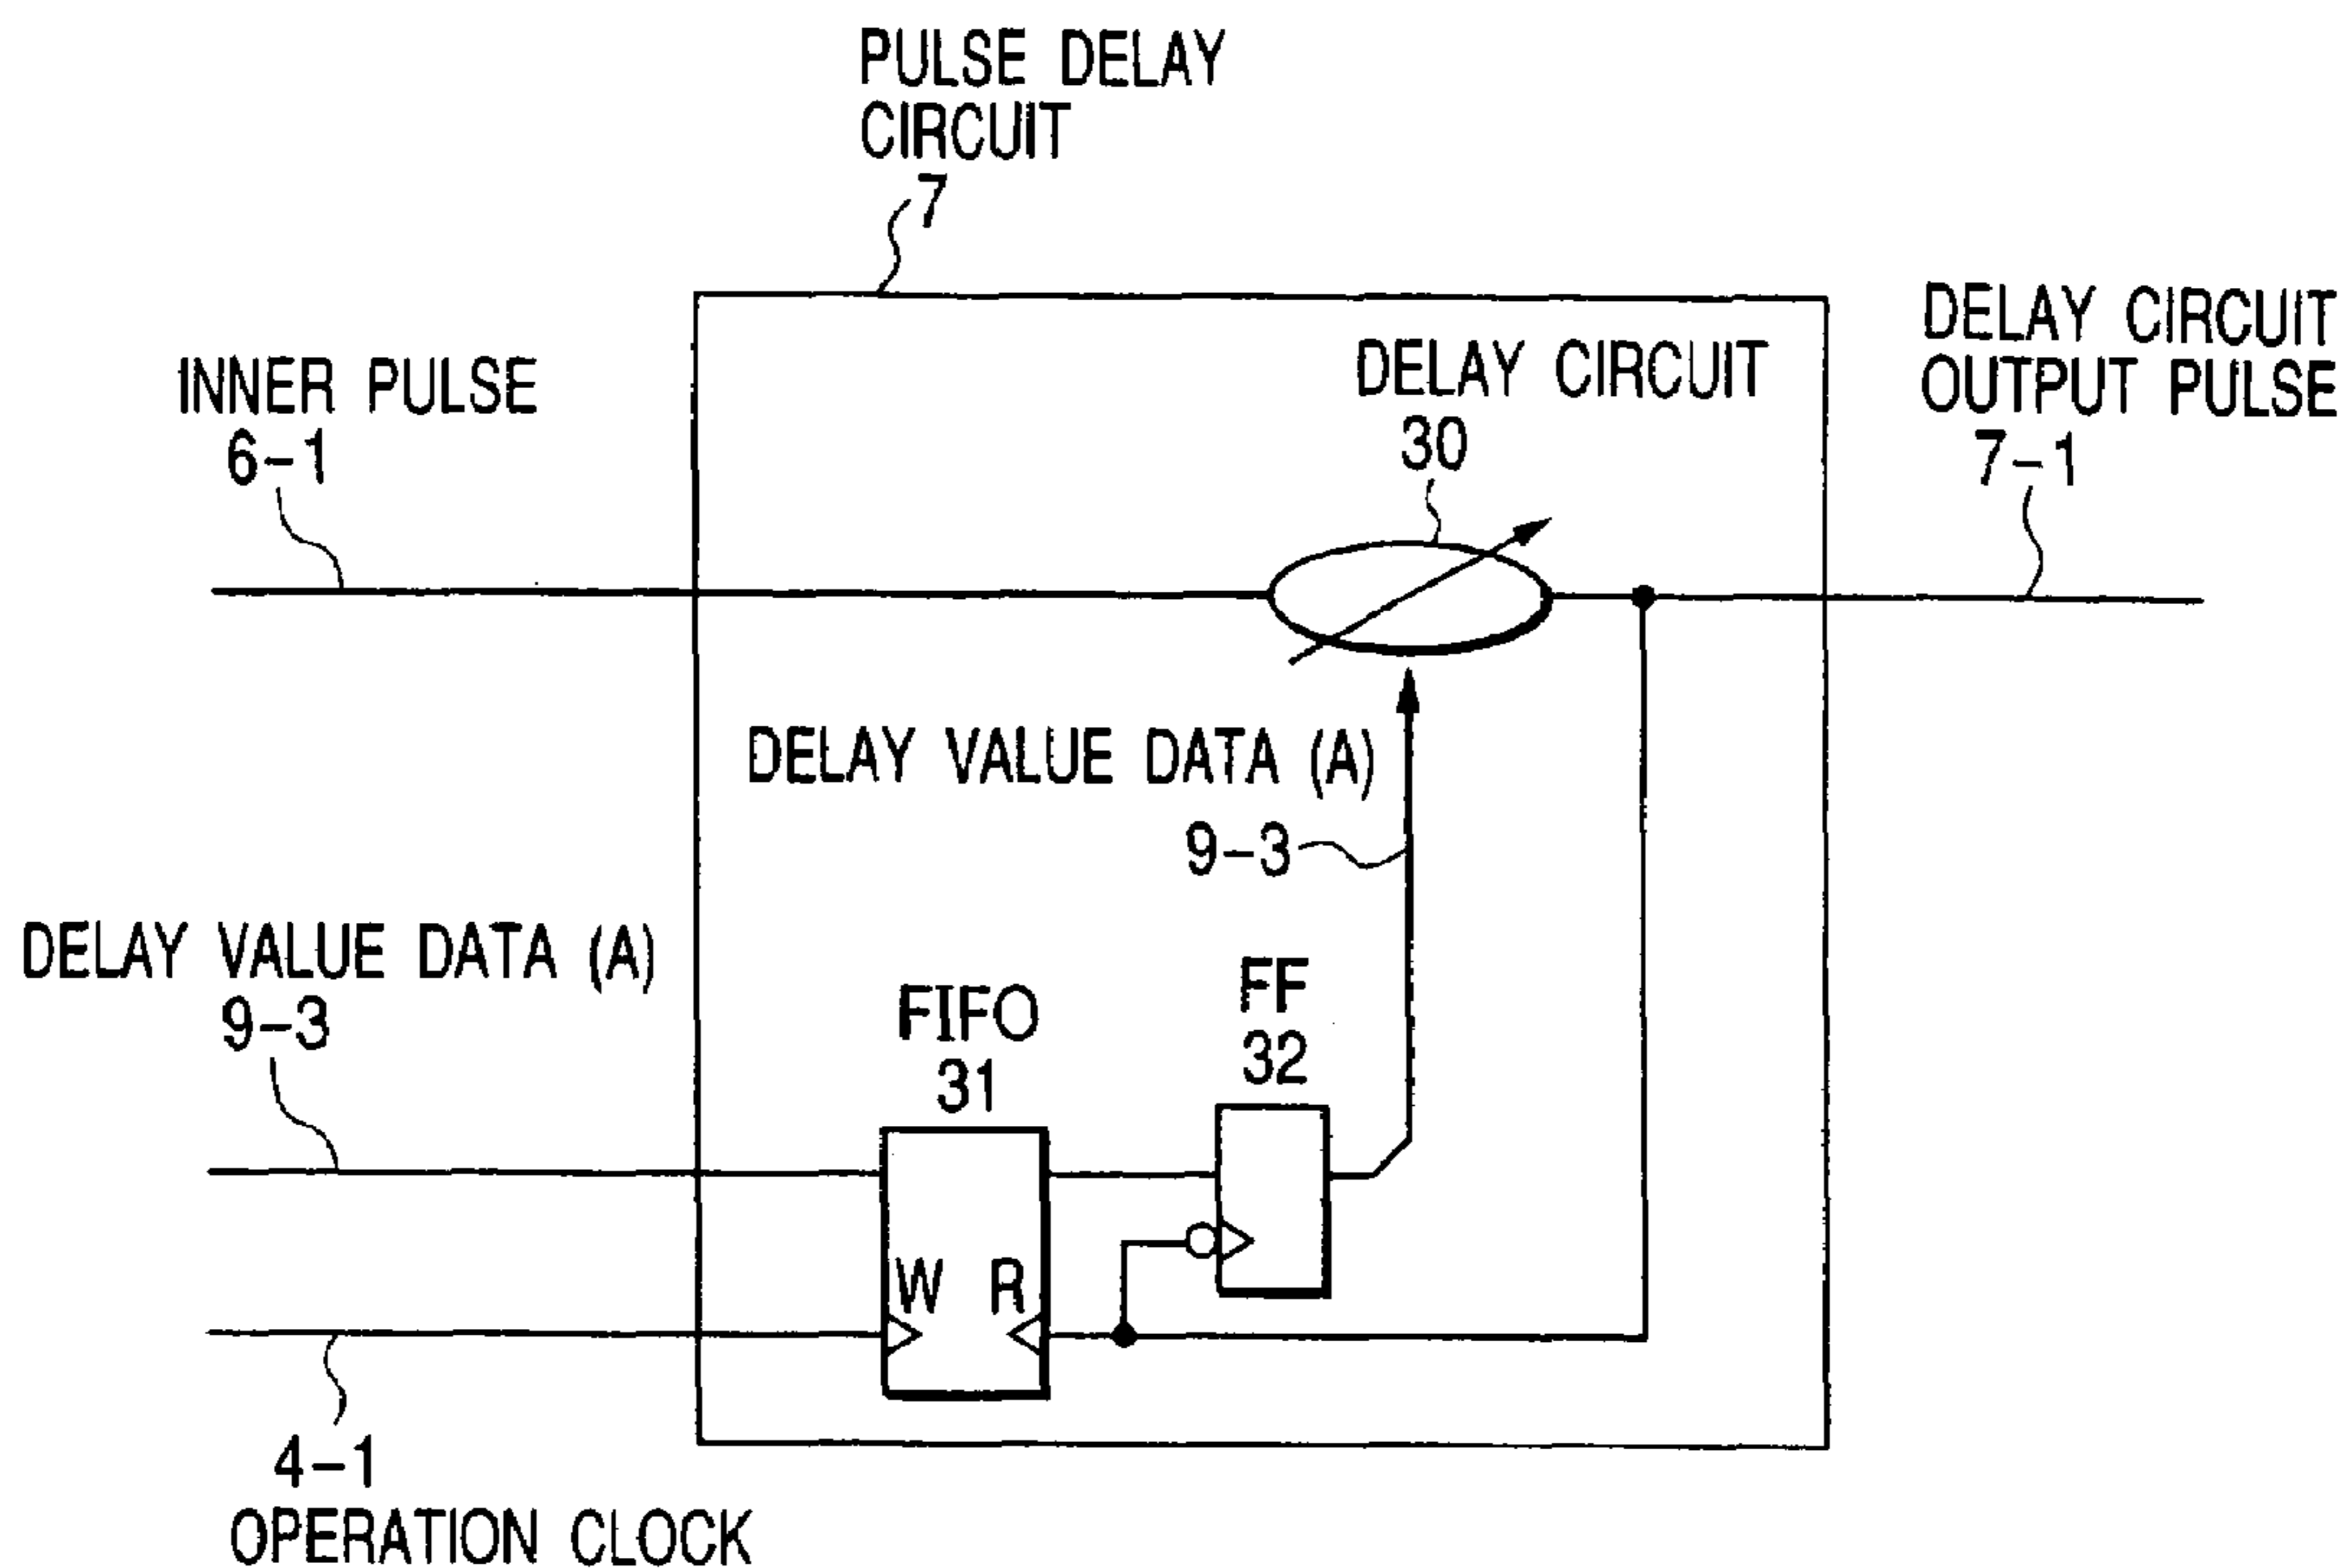 PULSE DELAY
CIRCUIT
7
DELAY CIRCUIT
OUTPUT PULSE
7-1
INNER PULSE
6-1
DELAY CIRCUIT
30
DELAY VALUE DATA (A)
9-3
DELAY VALUE DATA (A)
9-3
FIFO
31
FF
32
W R
4-1
OPERATION CLOCK